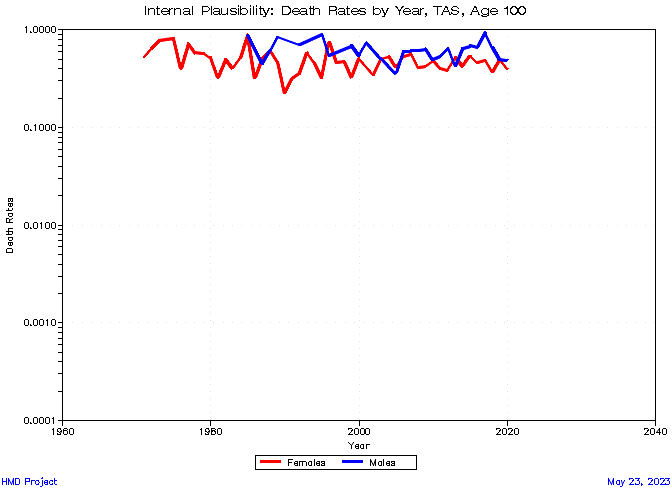 Internal Plausibility: Death Rates by Year, TAS, Age 100
1.0000
0.1000
0.0100
0.0010
0.0001
Death Rates
1960
1980
2000
2020
2040
Year
Females
Males
HMD Project
May 23, 2023